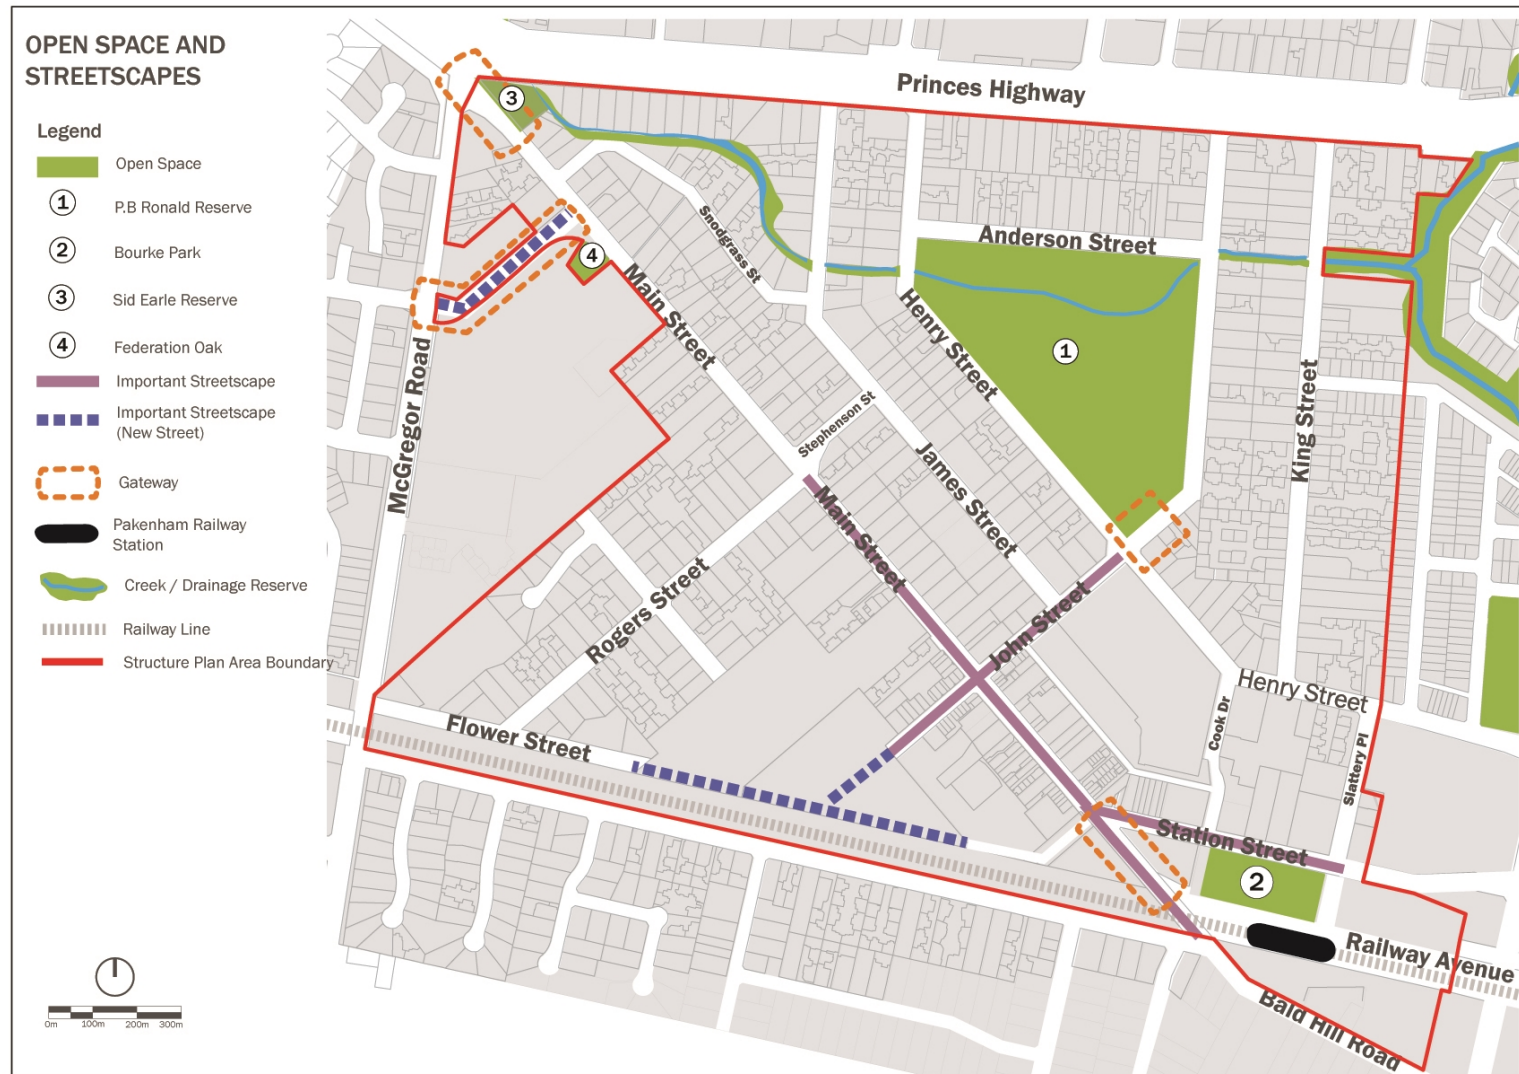 OPEN SPACE AND
STREETSCAPES
Legend
Open Space
1
P.B Ronald Reserve
2
Bourke Park
3
Sid Earle Reserve
4
Federation Oak
Important Streetscape
Important Streetscape
(New Street)
Gateway
Pakenham Railway
Station
Creek / Drainage Reserve
Railway Line
Structure Plan Area Boundary
0m 100m 200m 300m
Princes Highway
3
Snodgrass St
Anderson Street
4
Main Street
Henry Street
1
McGregor Road
King Street
Stephenson St
James Street
Main Street
Rogers Street
John Street
Henry Street
Cook Dr
Flower Street
Slattery Pl
Station Street
2
Railway Avenue
Bald Hill Road